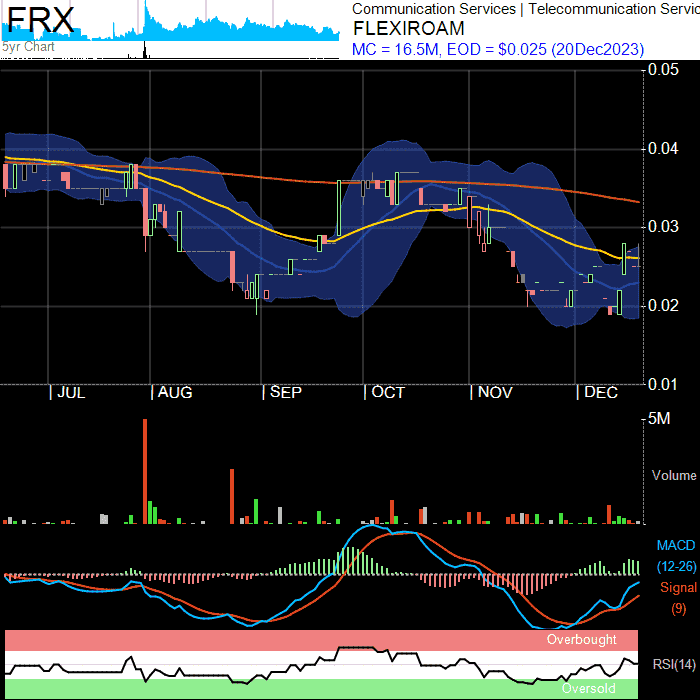 FRX
5yr Chart
Communication Services | Telecommunication Servic
FLEXIROAM
MC = 16.5M, EOD = $0.025 (20Dec2023)
0.05
0.04
0.03
0.02
0.01
| JUL | AUG | SEP | OCT | NOV | DEC
5M
Volume
MACD
(12-26)
Signal
(9)
Overbought
RSI(14)
Oversold